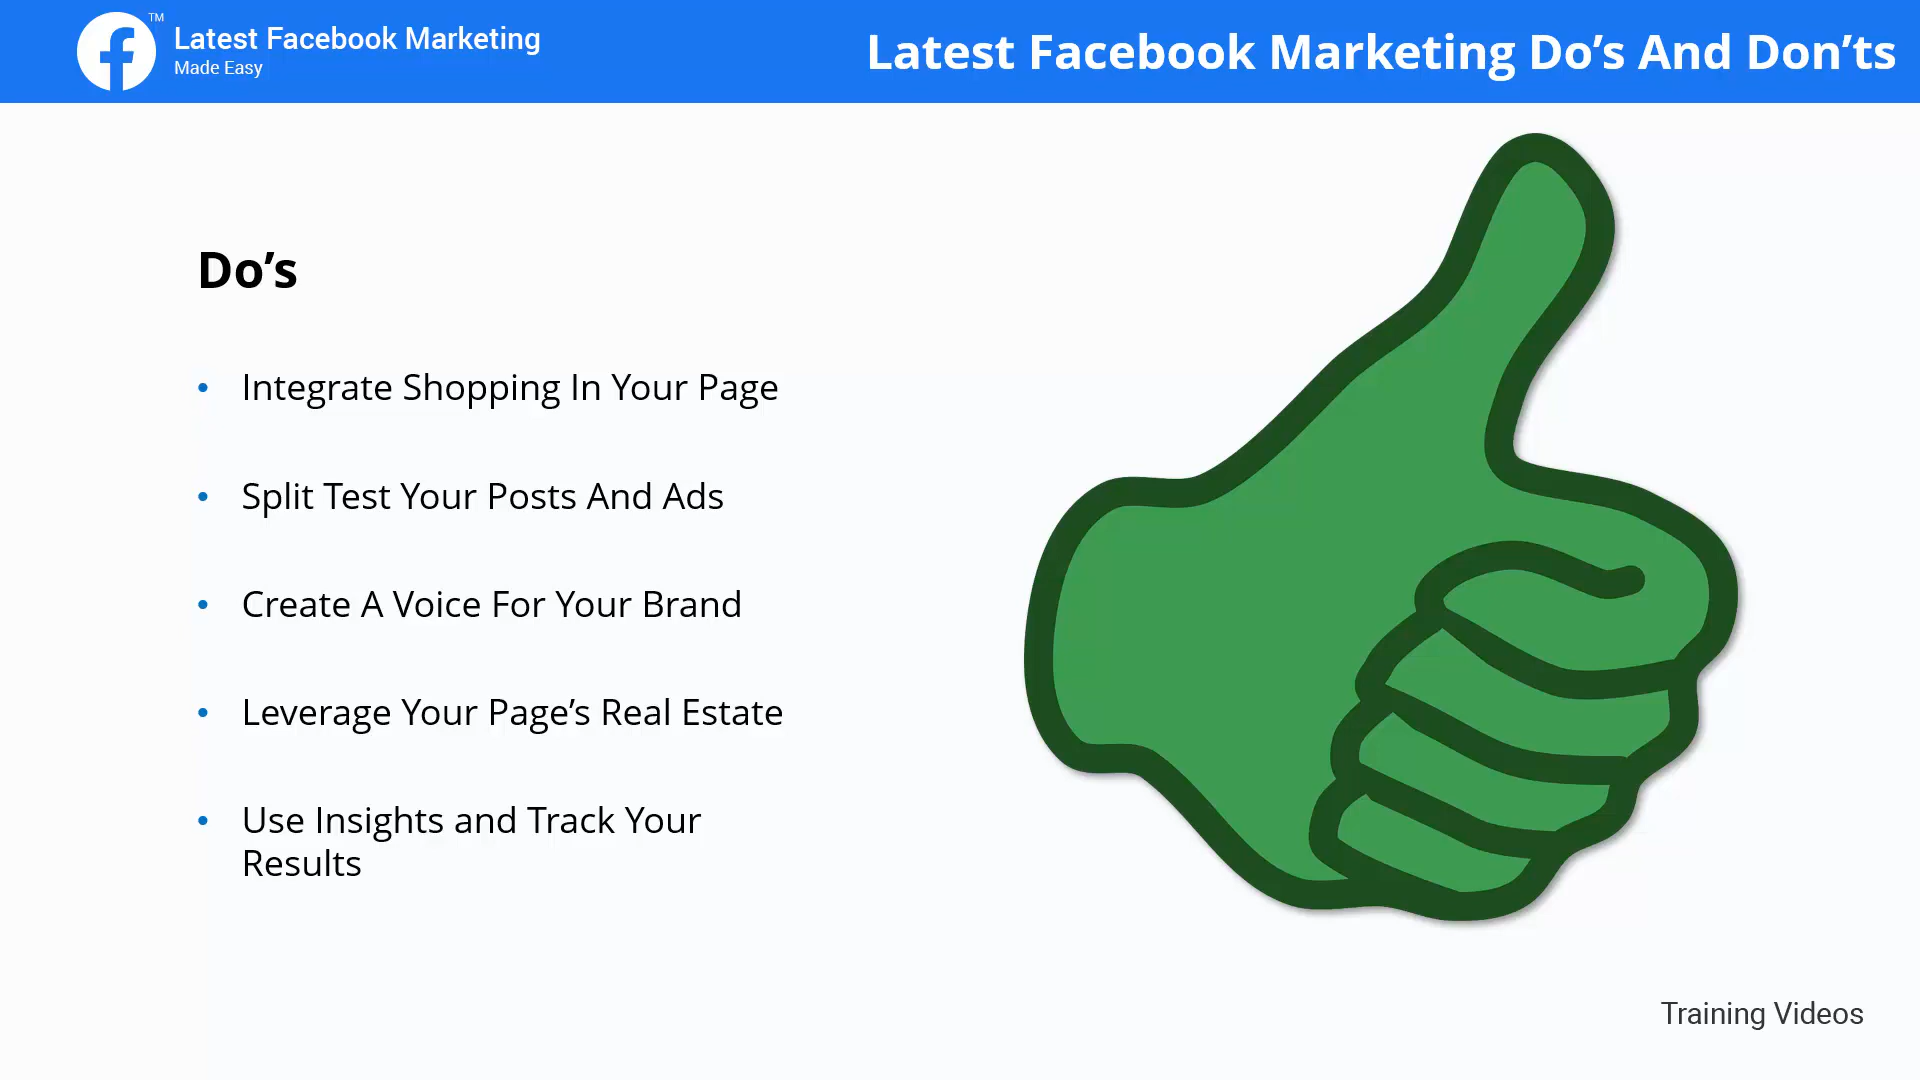 Latest Facebook Marketing
TM
Made Easy
Latest Facebook Marketing Do’s And Don’ts
Do’s
• Integrate Shopping In Your Page
• Split Test Your Posts And Ads
• Create A Voice For Your Brand
• Leverage Your Page’s Real Estate
• Use Insights and Track Your
Results
Training Videos